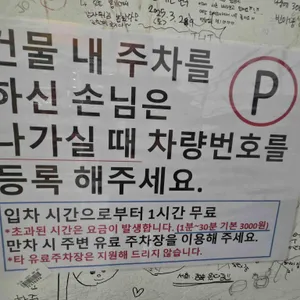 건물 내 주차를
하신 손님은
나가실 때 차량번호를
등록 해주세요.
P
입차 시간으로부터 1시간 무료
*초과된 시간은 요금이 발생합니다. (1분~30분 기본 3000원)
만차 시 주변 유료 주차장을 이용해 주세요.
*타 유료주차장은 지원해 드리지 않습니다.